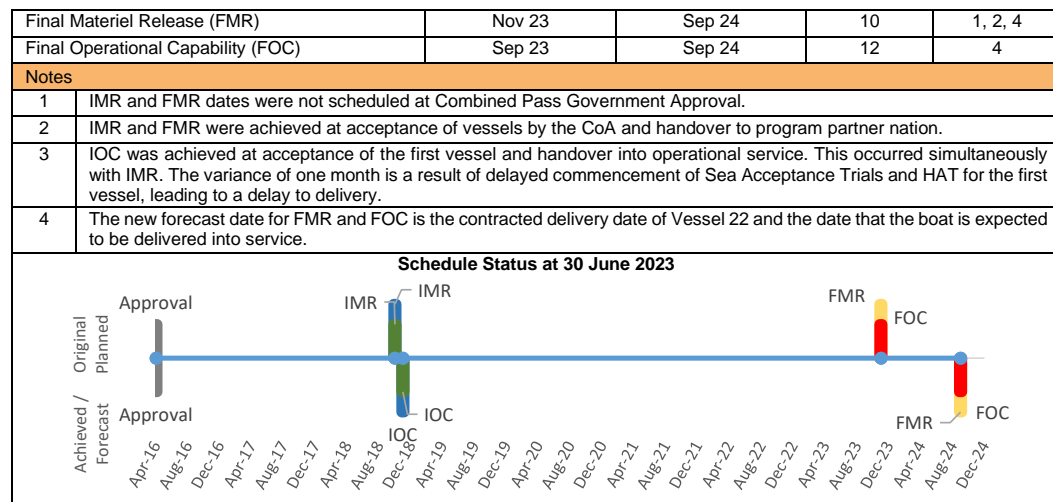 Final Materiel Release (FMR) Nov 23 Sep 24 10 1, 2, 4
Final Operational Capability (FOC) Sep 23 Sep 24 12 4
Notes
1 IMR and FMR dates were not scheduled at Combined Pass Government Approval.
2 IMR and FMR were achieved at acceptance of vessels by the CoA and handover to program partner nation.
3 IOC was achieved at acceptance of the first vessel and handover into operational service. This occurred simultaneously
with IMR. The variance of one month is a result of delayed commencement of Sea Acceptance Trials and HAT for the first
vessel, leading to a delay to delivery.
4 The new forecast date for FMR and FOC is the contracted delivery date of Vessel 22 and the date that the boat is expected
to be delivered into service.
Schedule Status at 30 June 2023
Original
Planned
Approval
IMR
IMR
FMR
FOC
Achieved /
Forecast
Approval
IOC
IOC
FMR
FOC
Apr-16
Aug-16
Dec-16
Apr-17
Aug-17
Dec-17
Apr-18
Aug-18
Dec-18
Apr-19
Aug-19
Dec-19
Apr-20
Aug-20
Dec-20
Apr-21
Aug-21
Dec-21
Apr-22
Aug-22
Dec-22
Apr-23
Aug-23
Dec-23
Apr-24
Aug-24
Dec-24